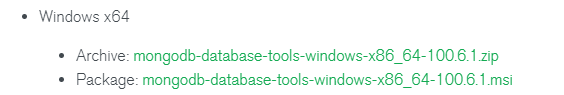 Windows x64
Archive: mongodb-database-tools-windows-x86_64-100.6.1.zip
Package: mongodb-database-tools-windows-x86_64-100.6.1.msi